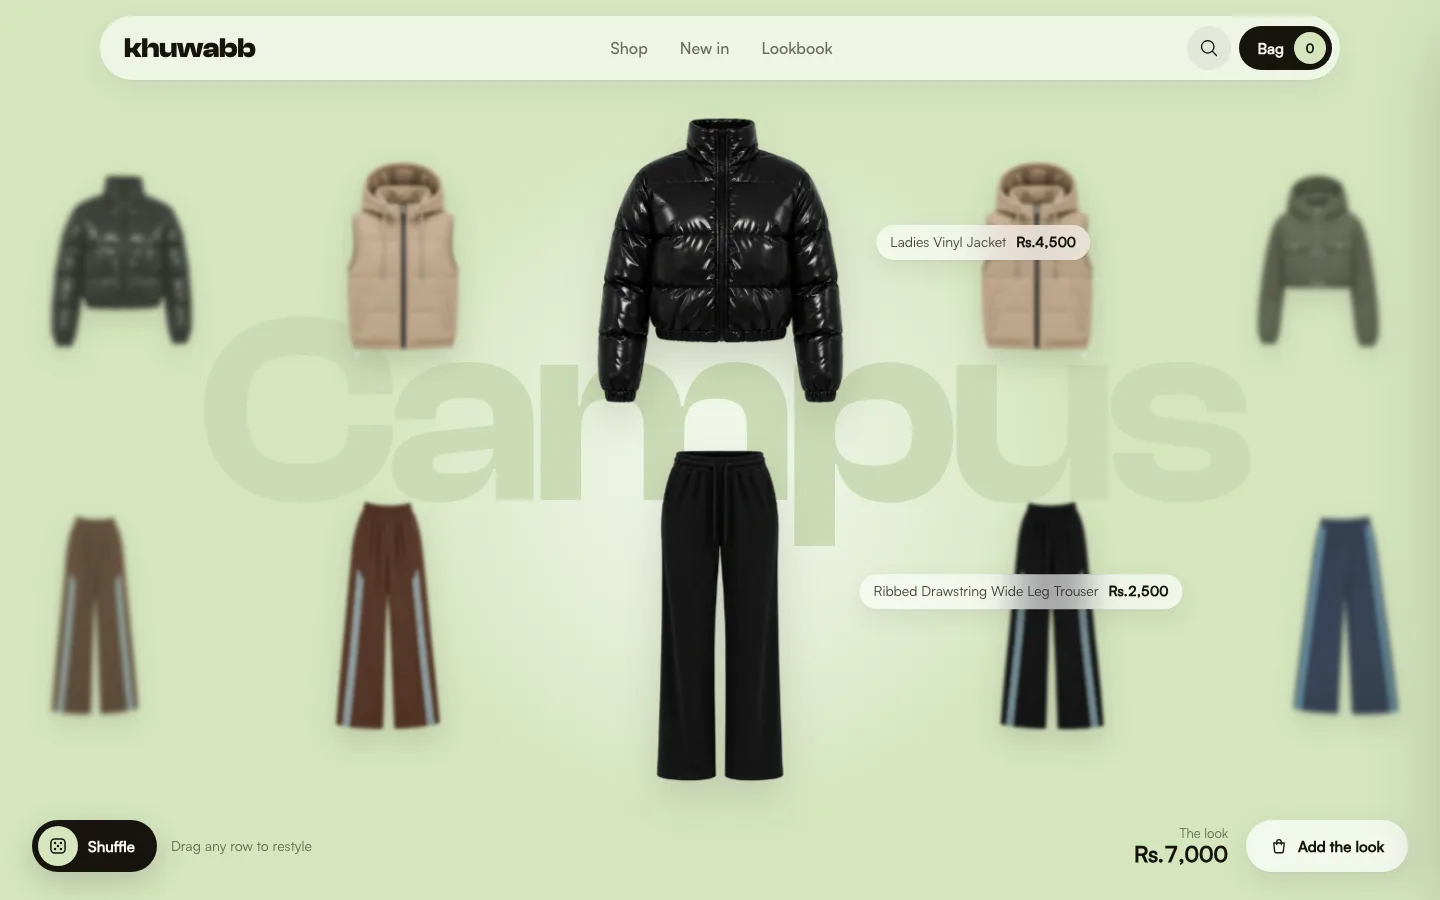 khuwabb
Shop
New in
Lookbook
Bag 0
Ladies Vinyl Jacket Rs.4,500
Campus
Ribbed Drawstring Wide Leg Trouser Rs.2,500
Shuffle
Drag any row to restyle
The look
Rs.7,000
Add the look